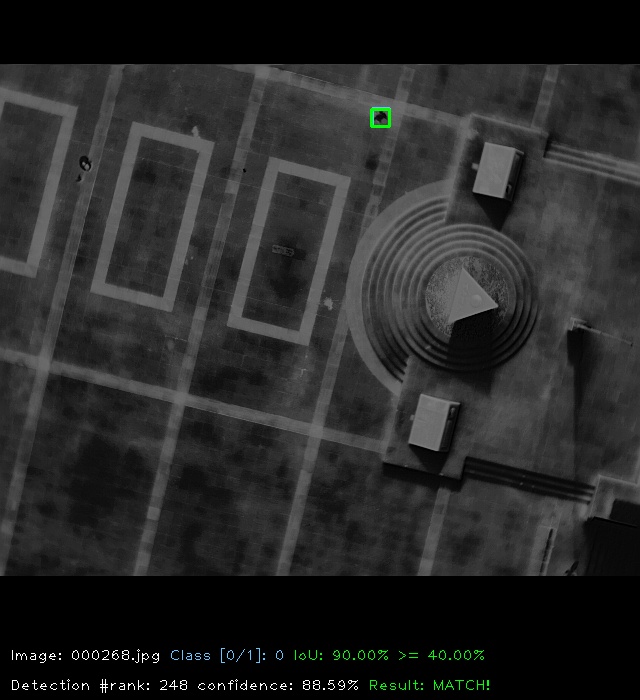 Image: 000268.jpg Class [0/1]: 0 IoU: 90.00% >= 40.00%
Detection #rank: 248 confidence: 88.59% Result: MATCH!